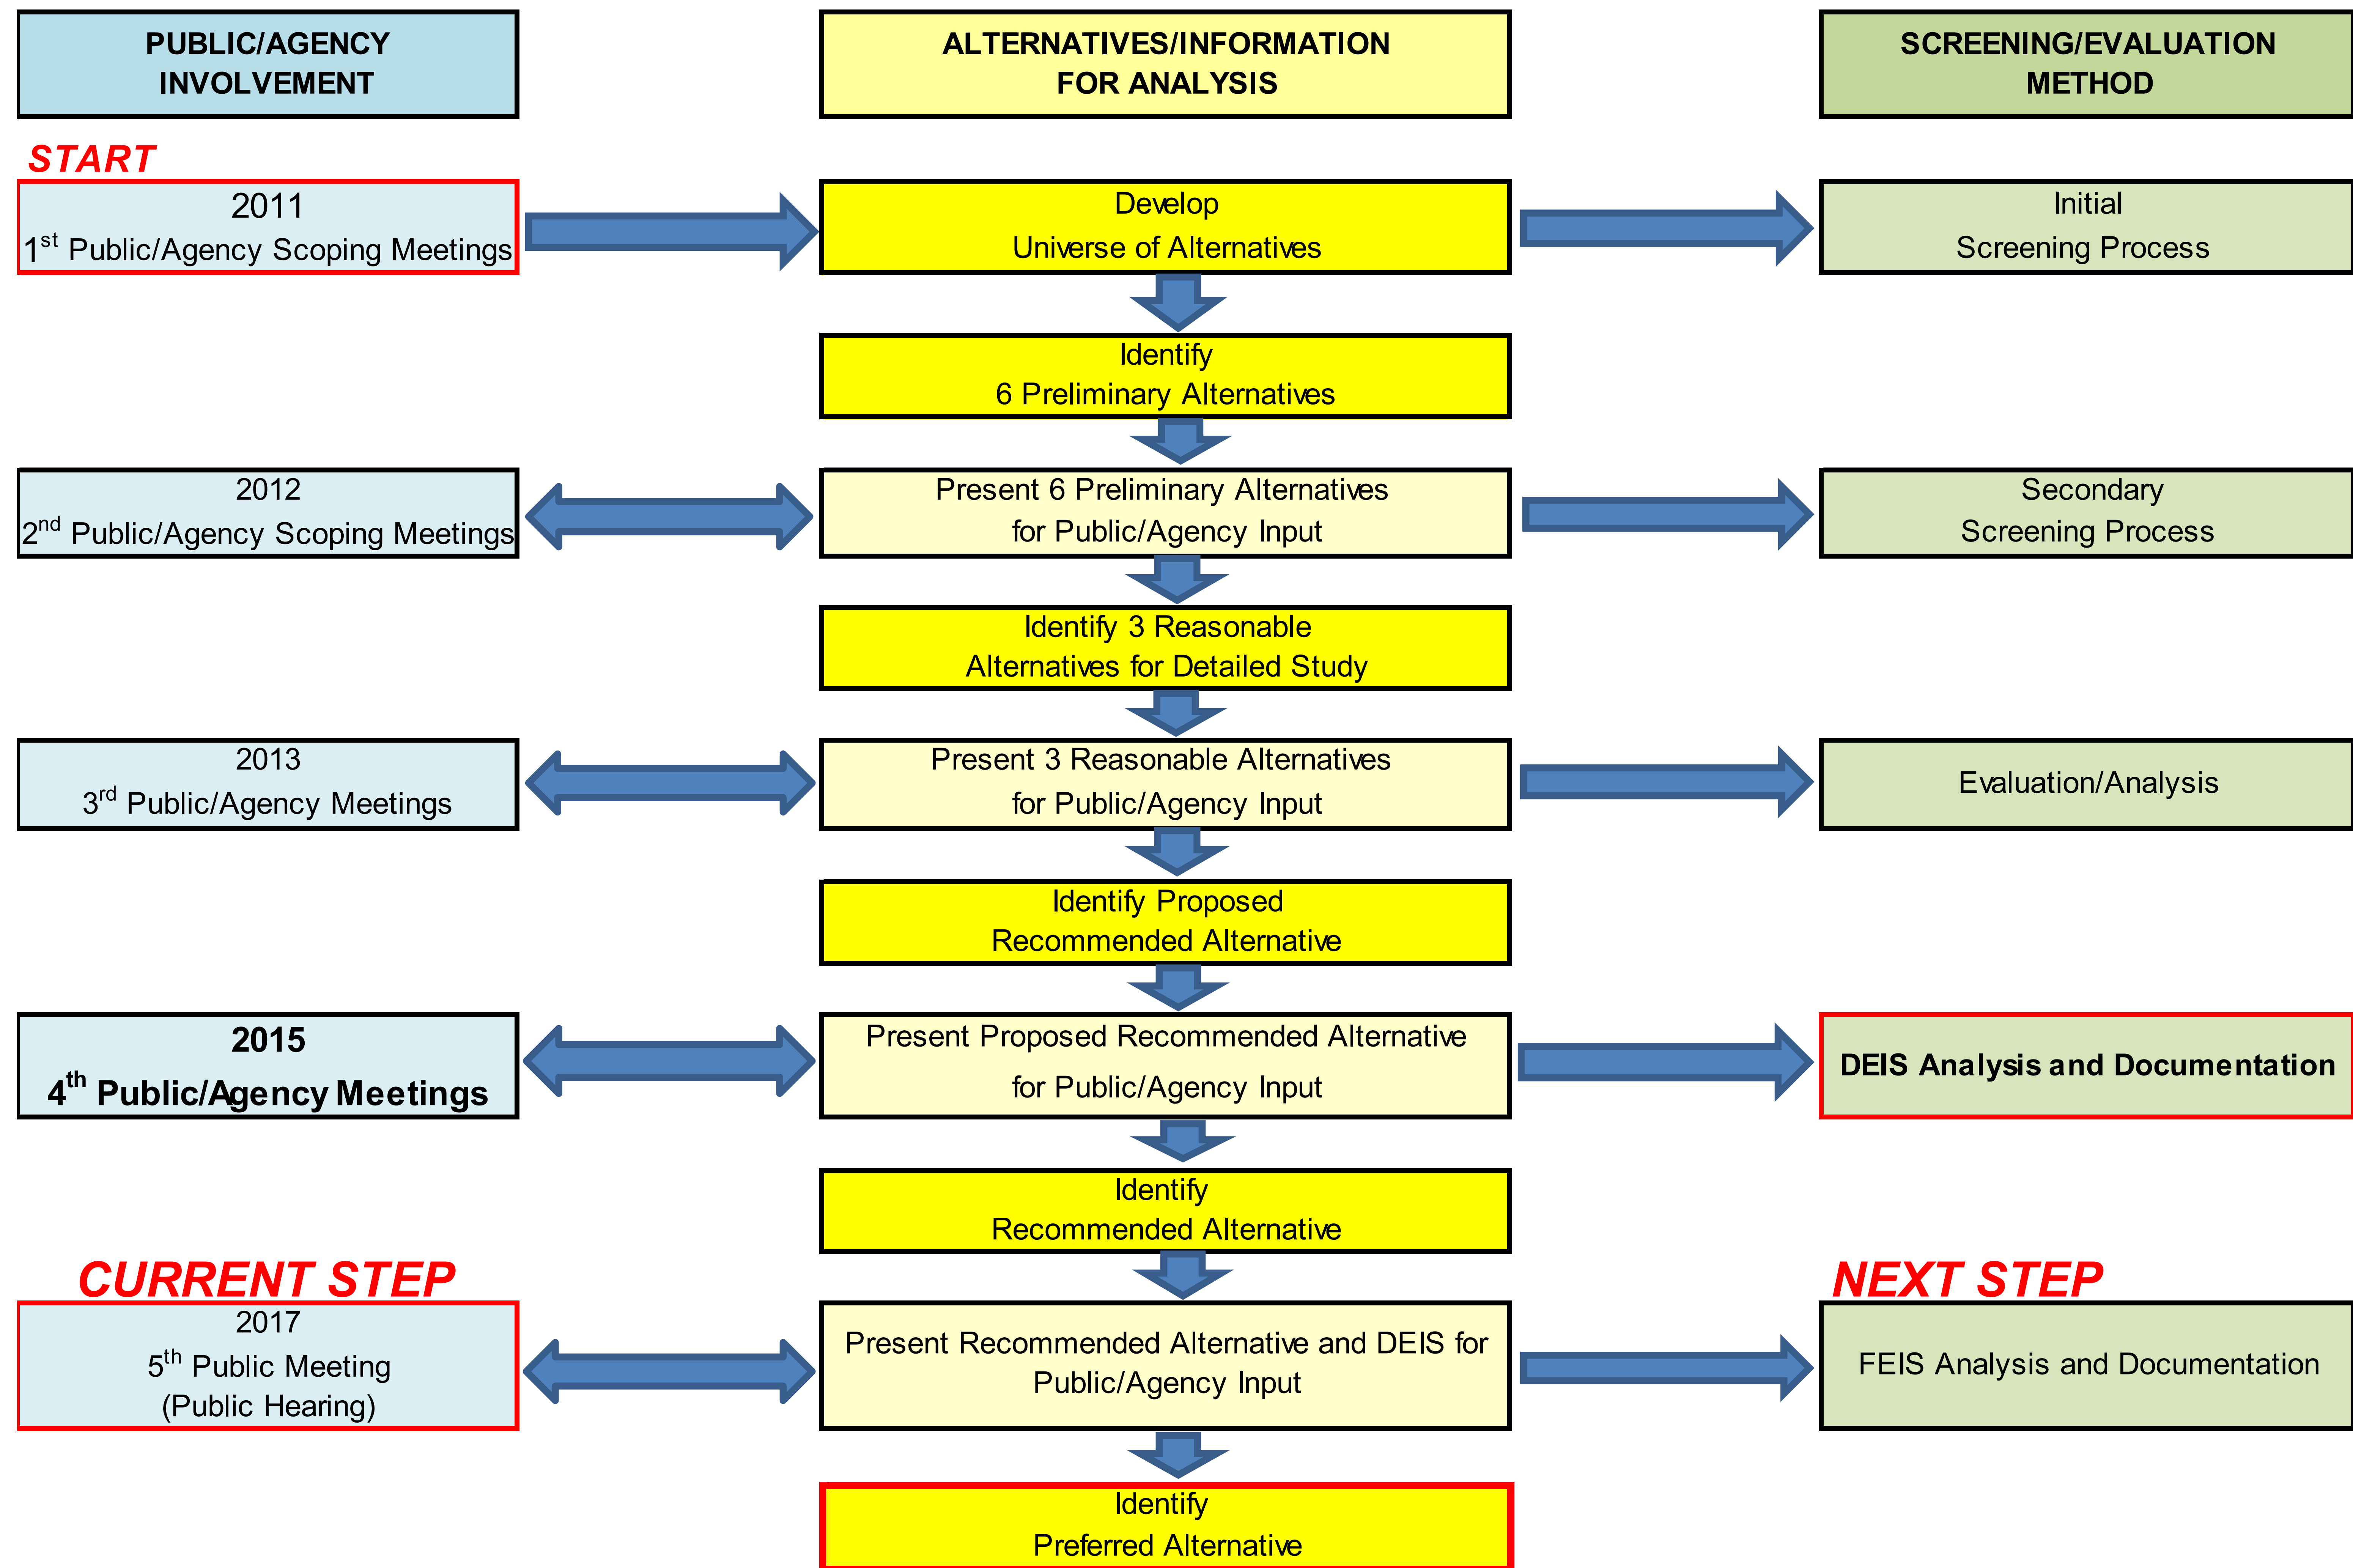 PUBLIC/AGENCY
INVOLVEMENT
ALTERNATIVES/INFORMATION
FOR ANALYSIS
SCREENING/EVALUATION
METHOD
START
2011
1st Public/Agency Scoping Meetings
Develop
Universe of Alternatives
Initial
Screening Process
Identify
6 Preliminary Alternatives
2012
2nd Public/Agency Scoping Meetings
Present 6 Preliminary Alternatives
for Public/Agency Input
Secondary
Screening Process
Identify 3 Reasonable
Alternatives for Detailed Study
2013
3rd Public/Agency Meetings
Present 3 Reasonable Alternatives
for Public/Agency Input
Evaluation/Analysis
Identify Proposed
Recommended Alternative
2015
4th Public/Agency Meetings
Present Proposed Recommended Alternative
for Public/Agency Input
DEIS Analysis and Documentation
Identify
Recommended Alternative
CURRENT STEP
2017
5th Public Meeting
(Public Hearing)
Present Recommended Alternative and DEIS for
Public/Agency Input
NEXT STEP
FEIS Analysis and Documentation
Identify
Preferred Alternative